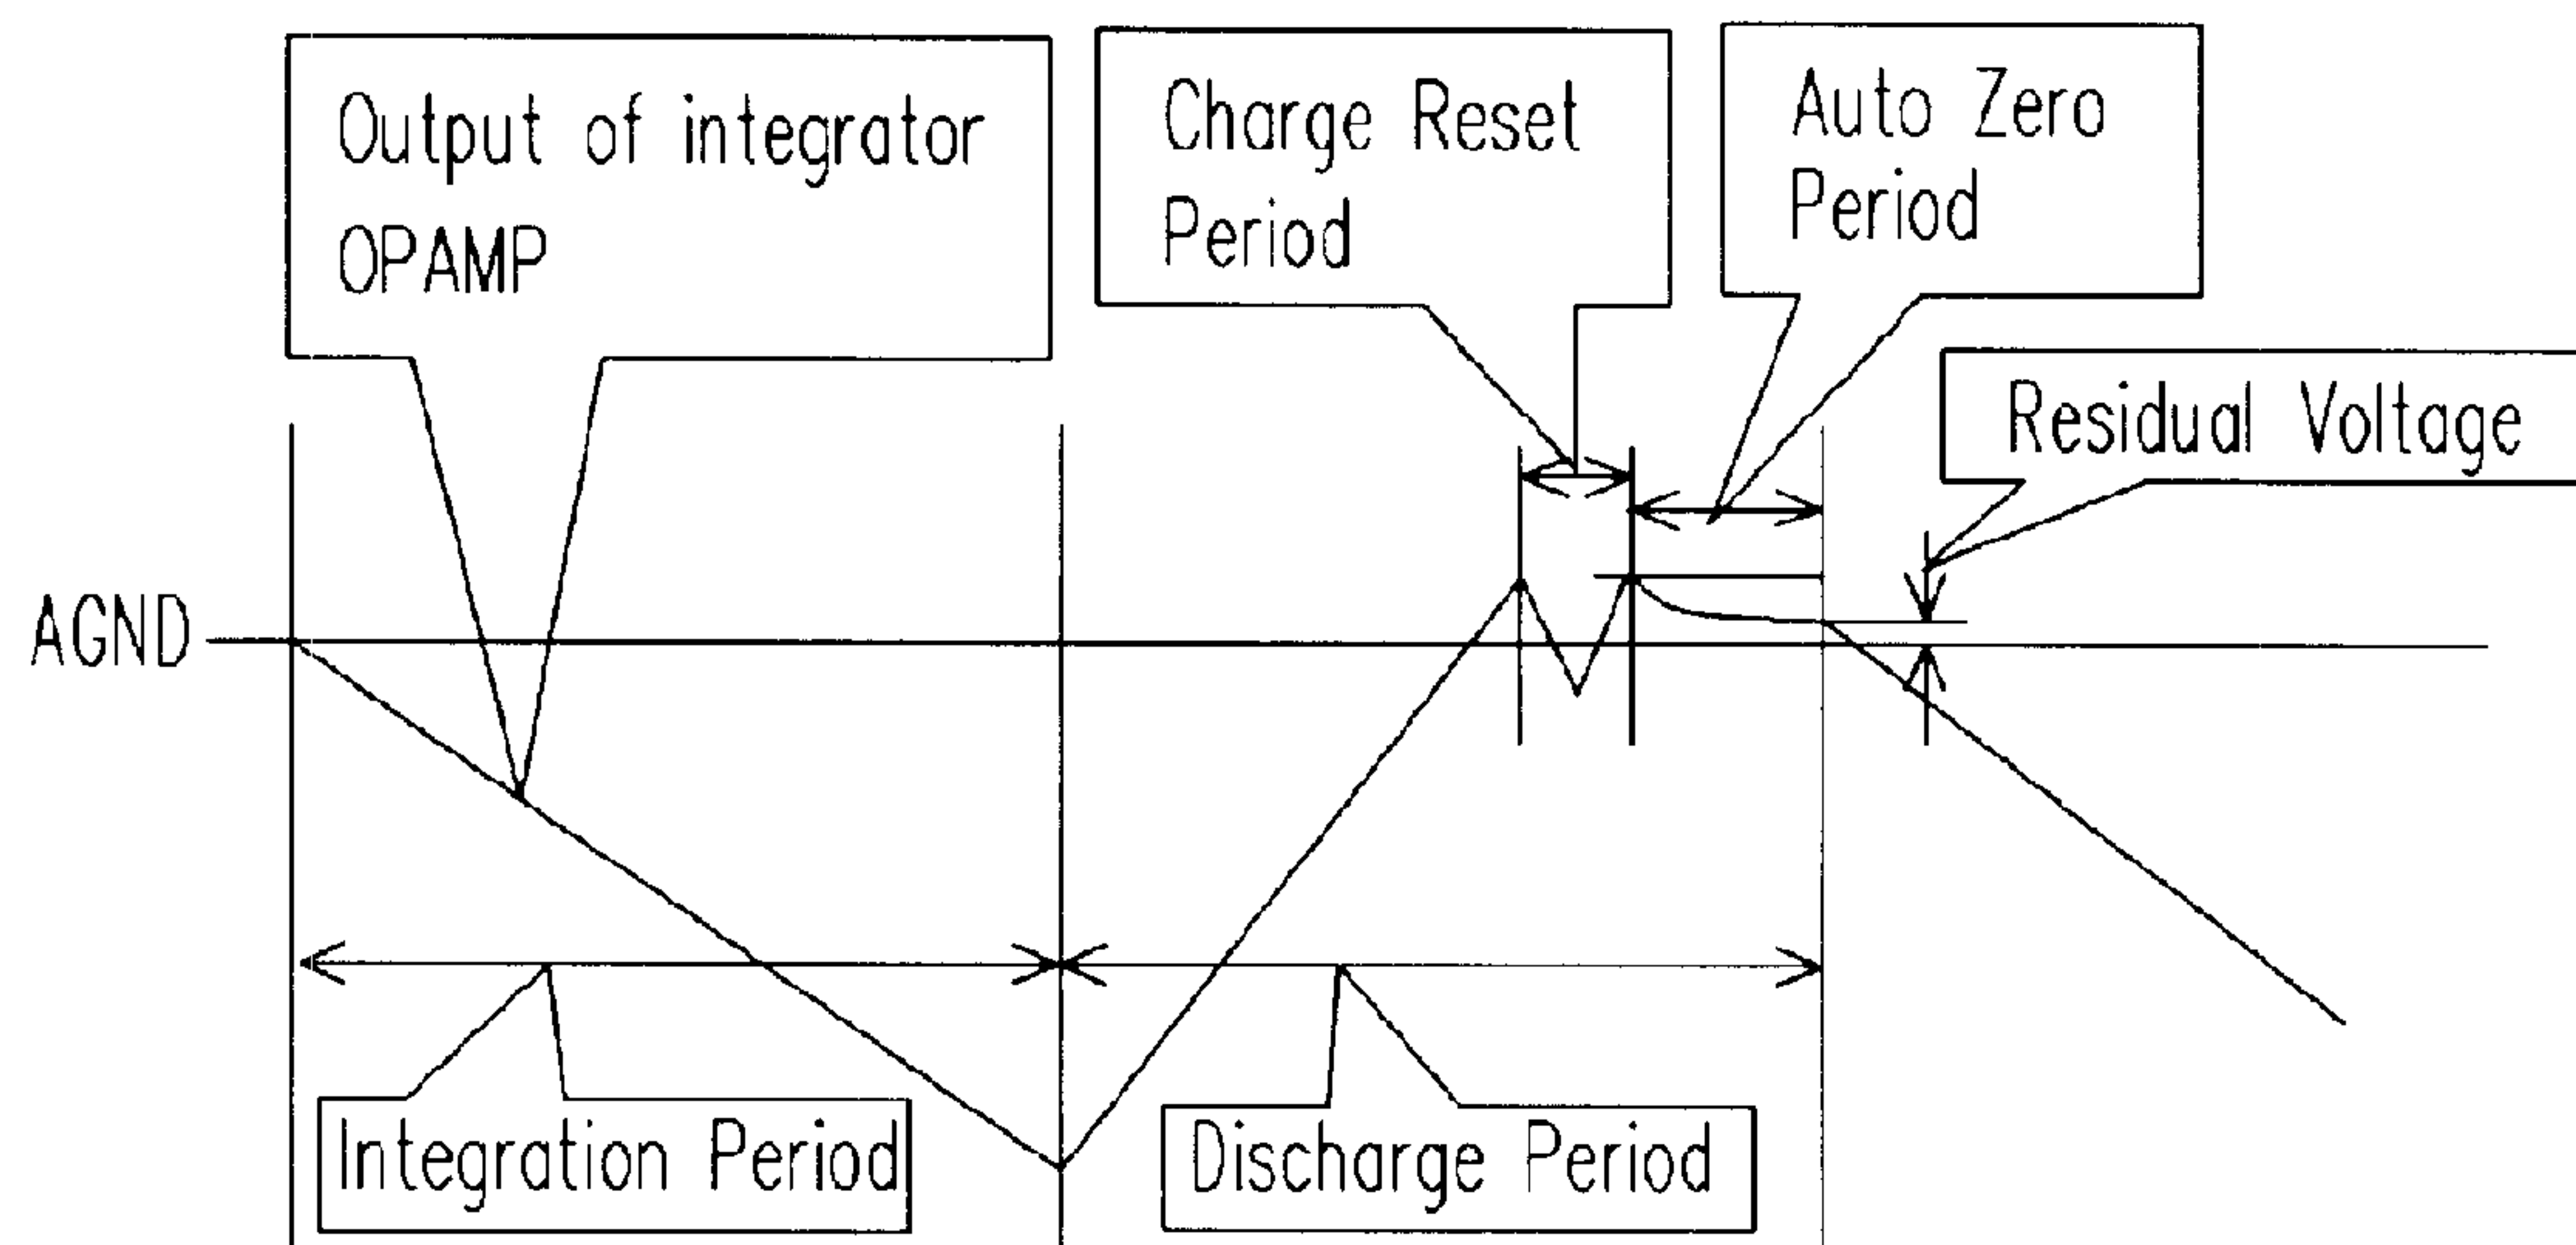 Output of integrator
OPAMP
Charge Reset
Period
Auto Zero
Period
Residual Voltage
AGND
Integration Period
Discharge Period